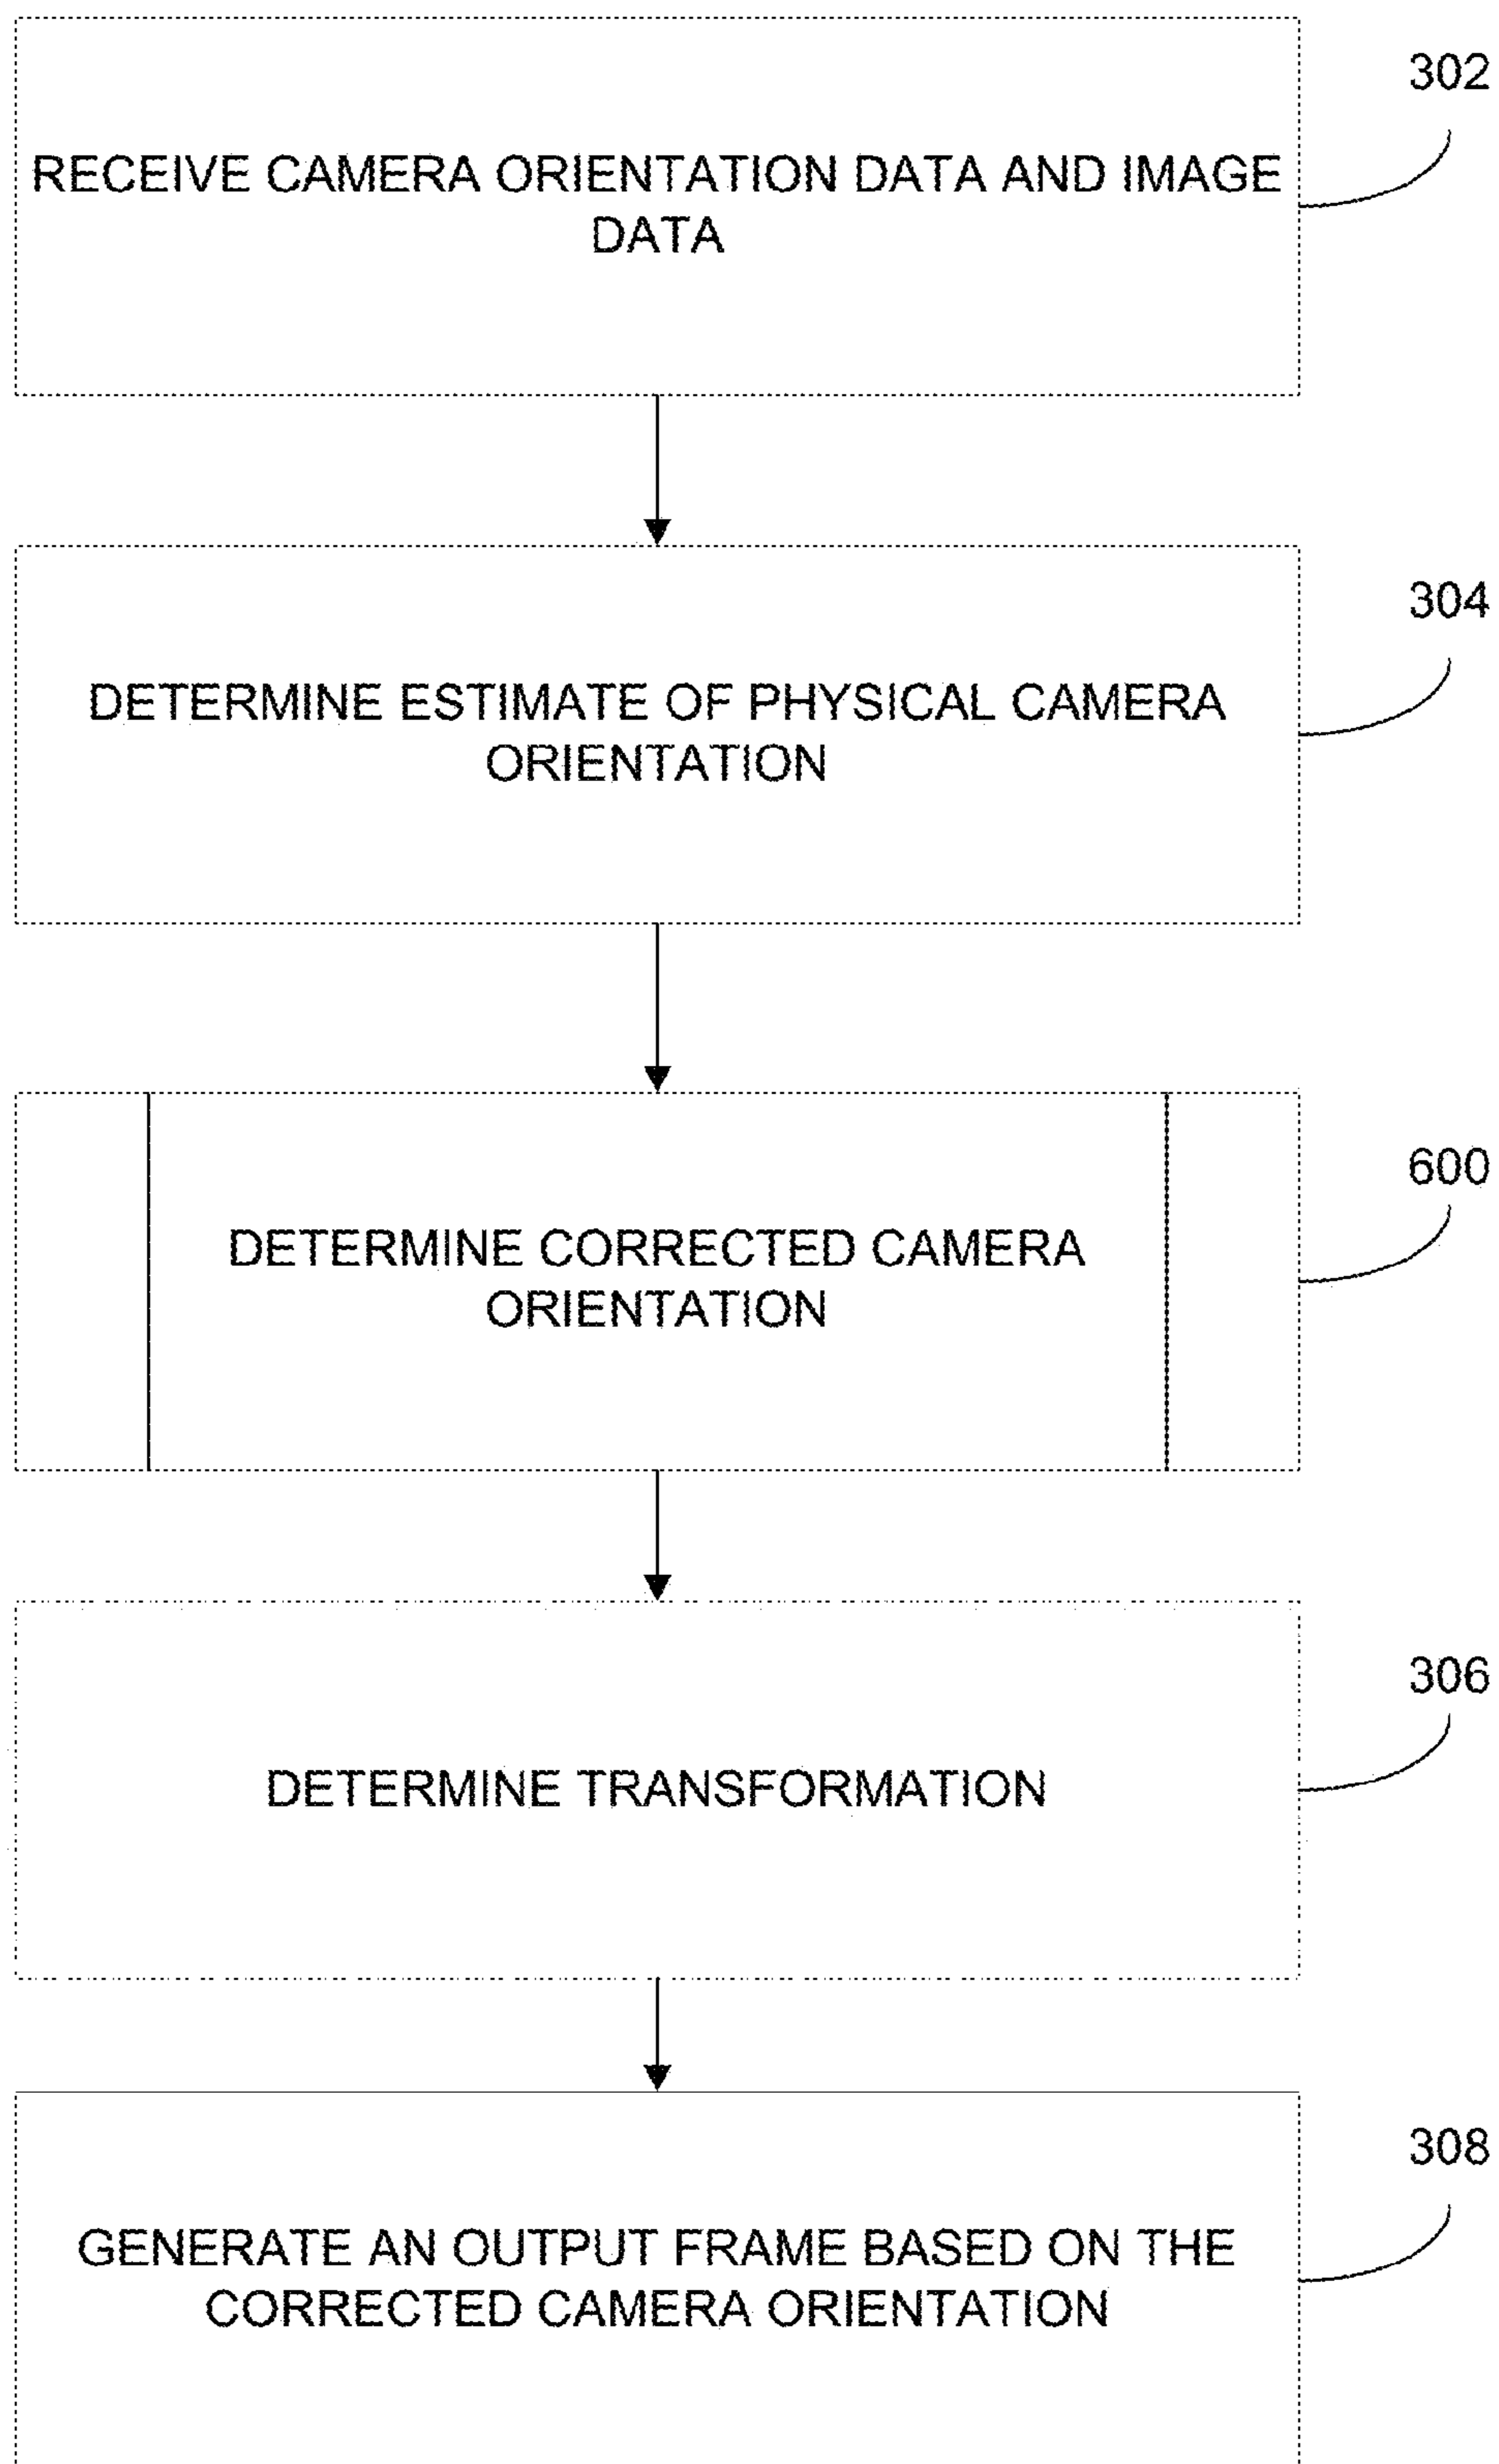 302
RECEIVE CAMERA ORIENTATION DATA AND IMAGE
DATA
304
DETERMINE ESTIMATE OF PHYSICAL CAMERA
ORIENTATION
600
DETERMINE CORRECTED CAMERA
ORIENTATION
306
DETERMINE TRANSFORMATION
308
GENERATE AN OUTPUT FRAME BASED ON THE
CORRECTED CAMERA ORIENTATION